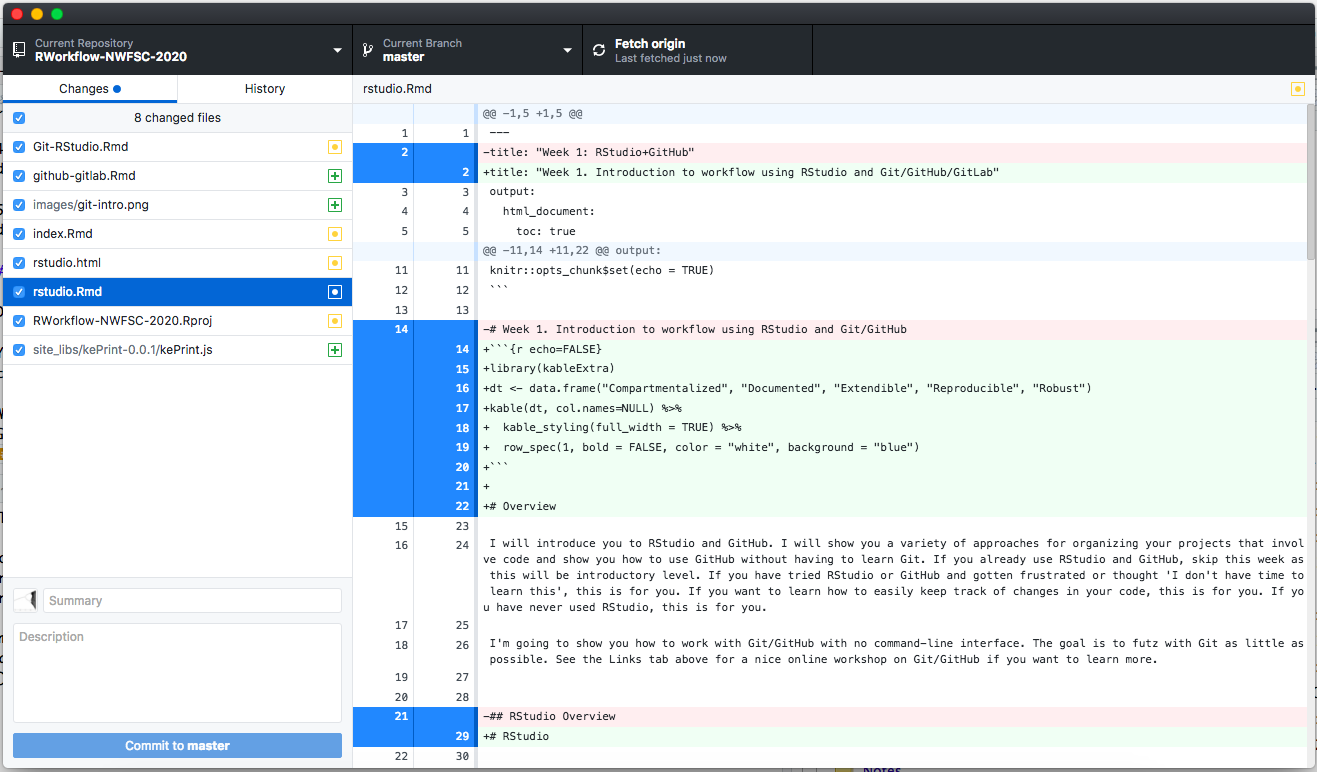 Current Repository
RWorkflow-NWFSC-2020
Current Branch
master
Fetch origin
Last fetched just now
Changes
History
rstudio.Rmd
8 changed files
Git-RStudio.Rmd
github-gitlab.Rmd
images/git-intro.png
index.Rmd
rstudio.html
rstudio.Rmd
RWorkflow-NWFSC-2020.Rproj
site_libs/kePrint-0.0.1/kePrint.js
Summary
Description
Commit to master
@@ -1,5 +1,5 @@
1 1 ---
2 -title: "Week 1: RStudio+GitHub"
2 +title: "Week 1. Introduction to workflow using RStudio and Git/GitHub/GitLab"
3 3 output:
4 4 html_document:
5 5 toc: true
@@ -11,14 +11,22 @@ output:
11 11 knitr::opts_chunk$set(echo = TRUE)
12 12 ```
13 13
14 -# Week 1. Introduction to workflow using RStudio and Git/GitHub
14 +```{r echo=FALSE}
15 +library(kableExtra)
16 +dt <- data.frame("Compartmentalized", "Documented", "Extendible", "Reproducible", "Robust")
17 +kable(dt, col.names=NULL) %>%
18 + kable_styling(full_width = TRUE) %>%
19 + row_spec(1, bold = FALSE, color = "white", background = "blue")
20 +```
21 +
22 +# Overview
15 23
16 24 I will introduce you to RStudio and GitHub. I will show you a variety of approaches for organizing your projects that invol
ve code and show you how to use GitHub without having to learn Git. If you already use RStudio and GitHub, skip this week as
this will be introductory level. If you have tried RStudio or GitHub and gotten frustrated or thought 'I don't have time to
learn this', this is for you. If you want to learn how to easily keep track of changes in your code, this is for you. If yo
u have never used RStudio, this is for you.
17 25
18 26 I'm going to show you how to work with Git/GitHub with no command-line interface. The goal is to futz with Git as little as
possible. See the Links tab above for a nice online workshop on Git/GitHub if you want to learn more.
19 27
20 28
21 -## RStudio Overview
29 +# RStudio
22 30